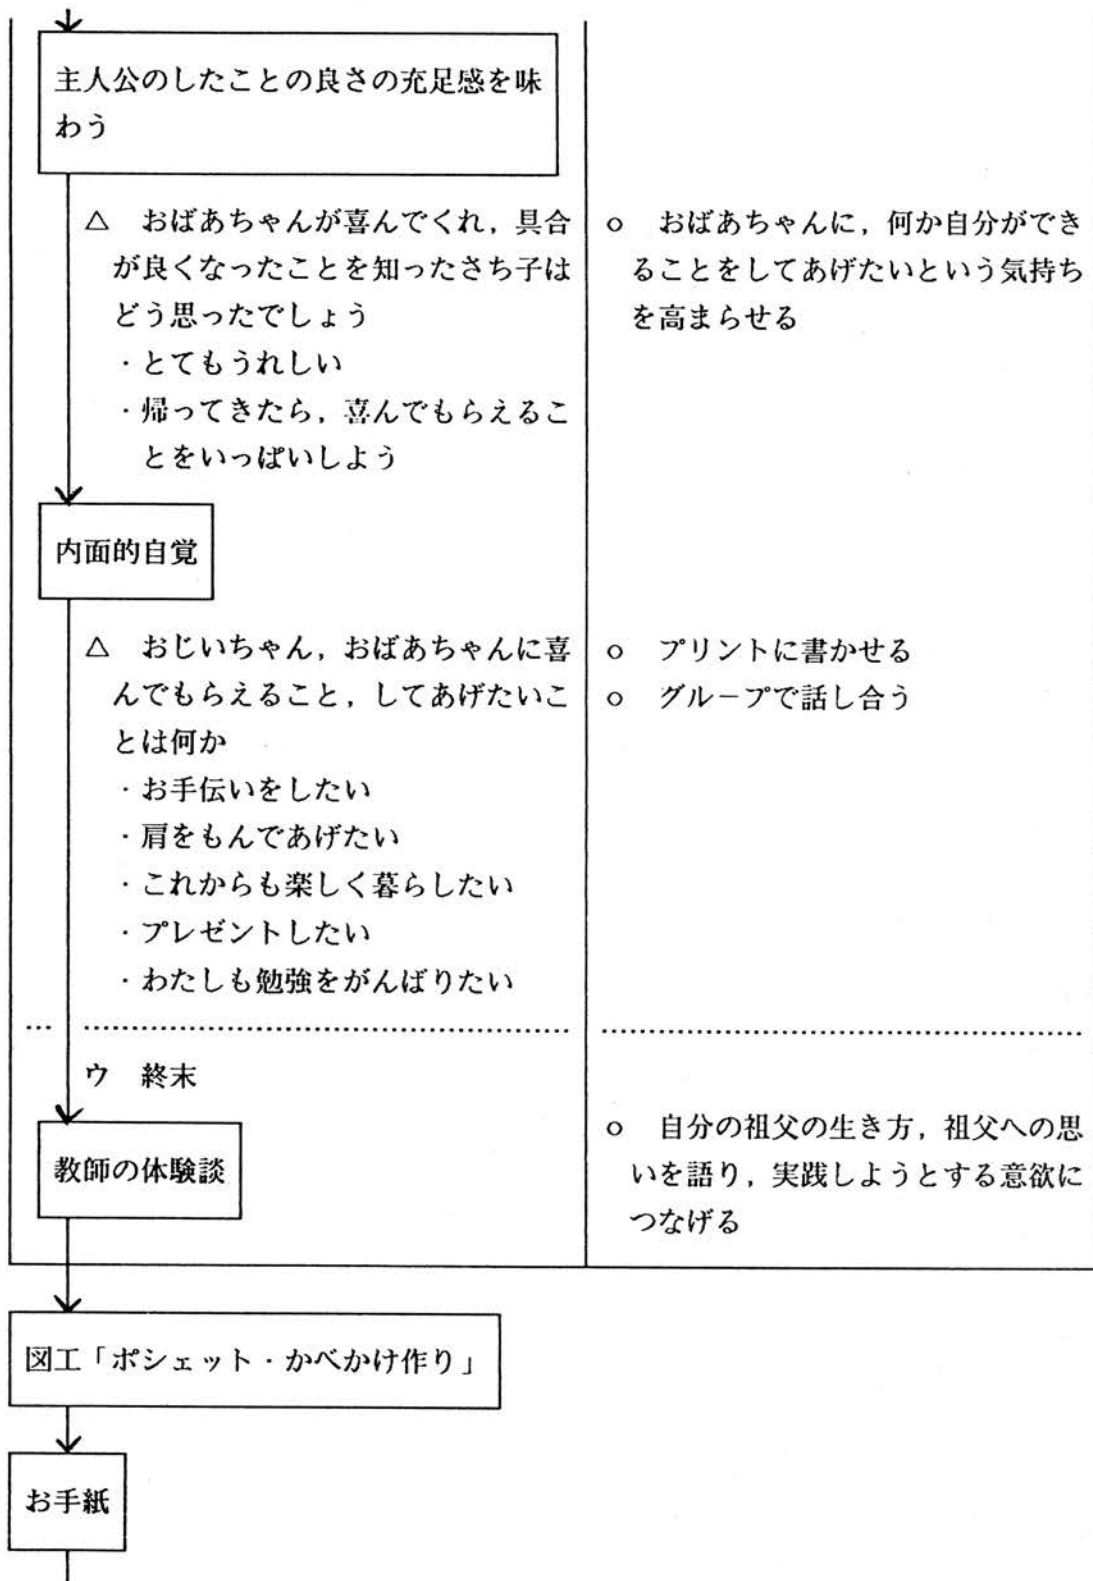 主人公のしたことの良さの充足感を味
わう
△　おばあちゃんが喜んでくれ，具合
が良くなったことを知ったさち子は
どう思ったでしょう
・とてもうれしい
・帰ってきたら，喜んでもらえるこ
とをいっぱいしよう
○　おばあちゃんに，何か自分ができ
ることをしてあげたいという気持ち
を高まらせる
内面的自覚
△　おじいちゃん，おばあちゃんに喜
んでもらえること，してあげたいこ
とは何か
・お手伝いをしたい
・肩をもんであげたい
・これからも楽しく暮らしたい
・プレゼントしたい
・わたしも勉強をがんばりたい
○　プリントに書かせる
○　グループで話し合う
ウ　終末
教師の体験談
○　自分の祖父の生き方，祖父への思
いを語り，実践しようとする意欲に
つなげる
図工「ポシェット・かべかけ作り」
お手紙